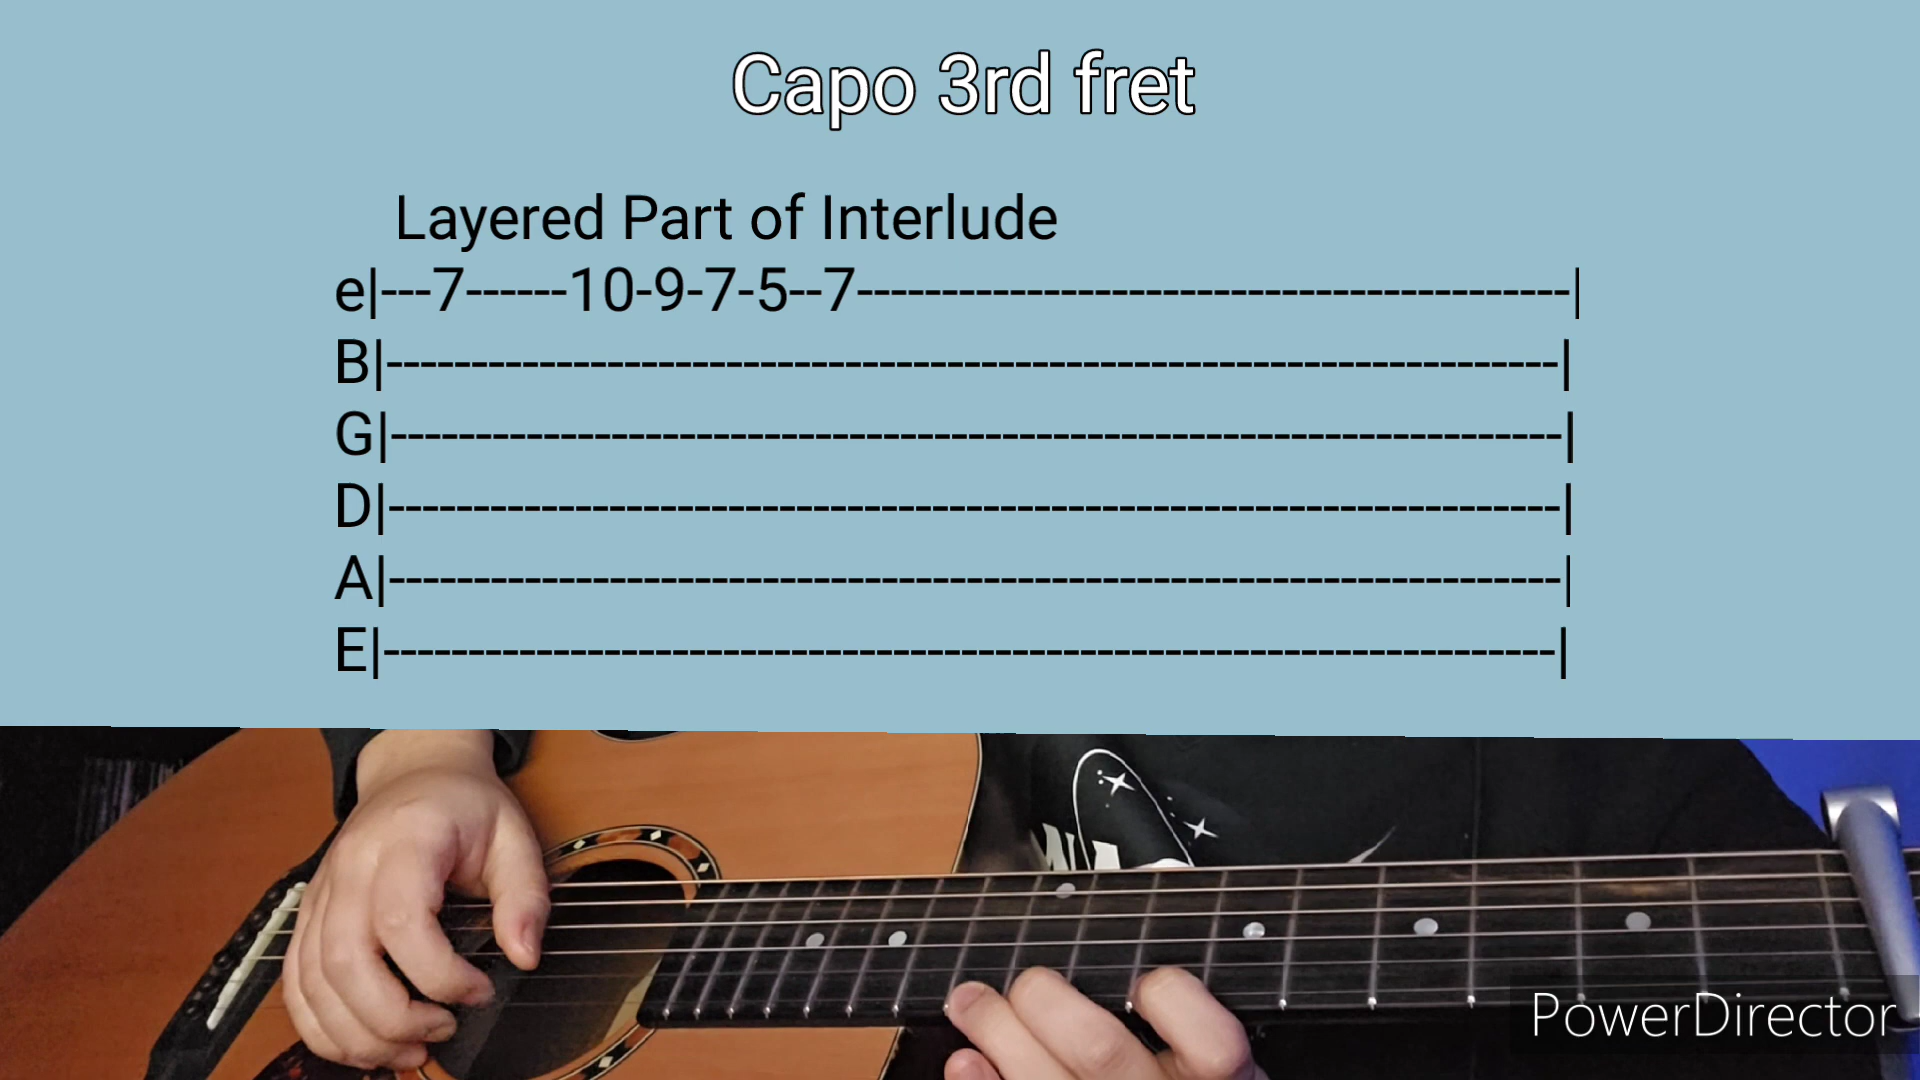 Capo 3rd fret
Layered Part of Interlude
e|---7------10-9-7-5--7------------------------------------------|
B|---------------------------------------------------------------------|
G|---------------------------------------------------------------------|
D|---------------------------------------------------------------------|
A|---------------------------------------------------------------------|
E|---------------------------------------------------------------------|
PowerDirector